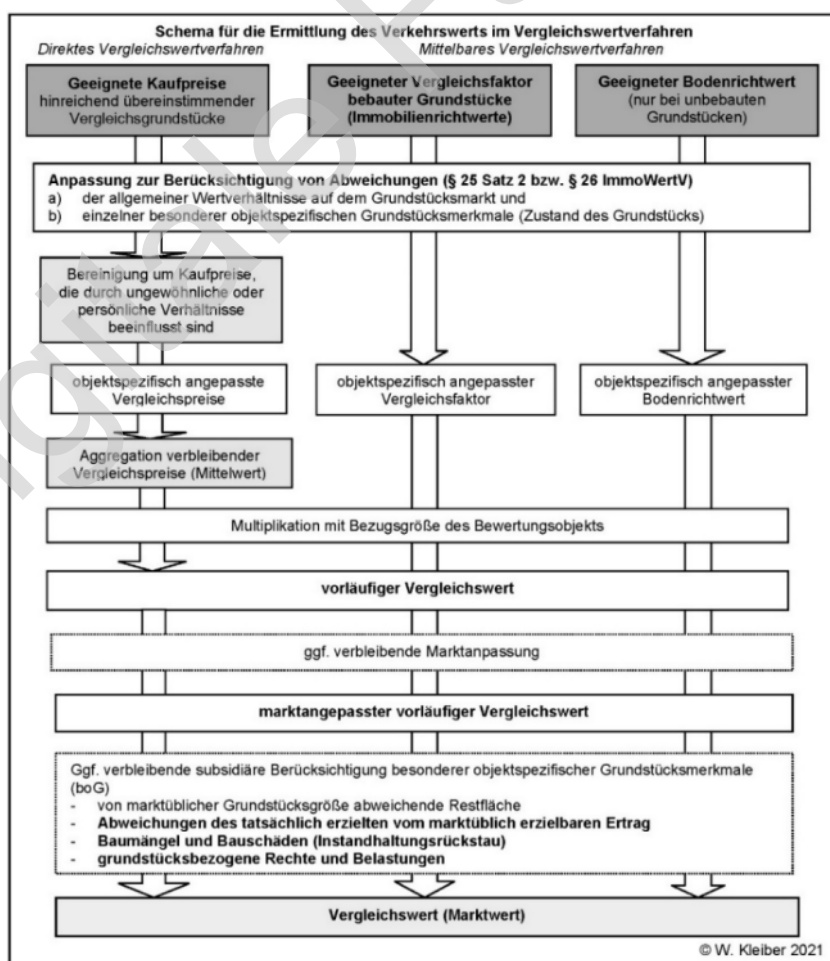 Schema für die Ermittlung des Verkehrswerts im Vergleichswertverfahren
Direktes Vergleichswertverfahren
Mittelbares Vergleichswertverfahren
Geeignete Kaufpreise
hinreichend übereinstimmender
Vergleichsgrundstücke
Geeigneter Vergleichsfaktor
bebauter Grundstücke
(Immobilienrichtwerte)
Geeigneter Bodenrichtwert
(nur bei unbebauten
Grundstücken)
Anpassung zur Berücksichtigung von Abweichungen (§ 25 Satz 2 bzw. § 26 ImmoWertV)
a) der allgemeiner Wertverhältnisse auf dem Grundstücksmarkt und
b) einzelner besonderer objektspezifischen Grundstücksmerkmale (Zustand des Grundstücks)
Bereinigung um Kaufpreise,
die durch ungewöhnliche oder
persönliche Verhältnisse
beeinflusst sind
objektspezifisch angepasste
Vergleichspreise
objektspezifisch angepasster
Vergleichsfaktor
objektspezifisch angepasster
Bodenrichtwert
Aggregation verbleibender
Vergleichspreise (Mittelwert)
Multiplikation mit Bezugsgröße des Bewertungsobjekts
vorläufiger Vergleichswert
ggf. verbleibende Marktanpassung
marktangepasster vorläufiger Vergleichswert
Ggf. verbleibende subsidiäre Berücksichtigung besonderer objektspezifischer Grundstücksmerkmale
(boG)
- von marktüblicher Grundstücksgröße abweichende Restfläche
- Abweichungen des tatsächlich erzielten vom marktüblich erzielbaren Ertrag
- Baumängel und Bauschäden (Instandhaltungsrückstau)
- grundstücksbezogene Rechte und Belastungen
Vergleichswert (Marktwert)
© W. Kleiber 2021